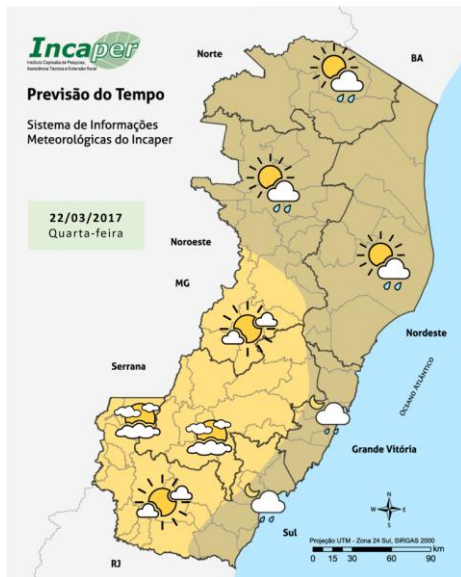 Incaper
Instituto Capixaba de Pesquisa,
Assistência Técnica e Extensão Rural
Norte
BA
Previsão do Tempo
Sistema de Informações
Meteorológicas do Incaper
22/03/2017
Quarta-feira
Noroeste
MG
Nordeste
Serrana
OCEANO ATLÂNTICO
Grande Vitória
N
W
E
S
Sul
Projeção UTM - Zona 24 Sul, SIRGAS 2000
km
0 15 30 60 90
RJ